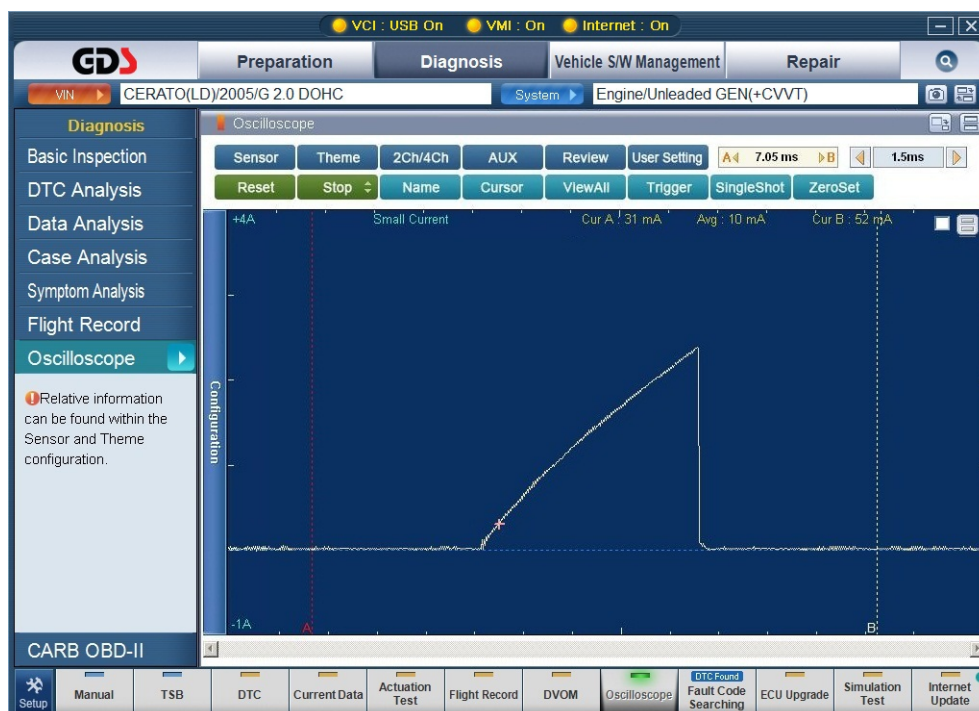 VCI : USB On VMI : On Internet : On
GDS Preparation Diagnosis Vehicle S/W Management Repair
VIN CERATO(LD)/2005/G 2.0 DOHC System Engine/Unleaded GEN(+CVVT)
Diagnosis
Basic Inspection
DTC Analysis
Data Analysis
Case Analysis
Symptom Analysis
Flight Record
Oscilloscope
Relative information
can be found within the
Sensor and Theme
configuration.
CARB OBD-II
Oscilloscope
Sensor Theme 2Ch/4Ch AUX Review User Setting A 7.05 ms B 1.5ms
Reset Stop Name Cursor ViewAll Trigger SingleShot ZeroSet
Configuration
+4A Small Current Cur A : 31 mA Avg : 10 mA Cur B : 52 mA
-1A A B
Setup Manual TSB DTC Current Data Actuation Test Flight Record DVOM Oscilloscope DTC Found Fault Code Searching ECU Upgrade Simulation Test Internet Update